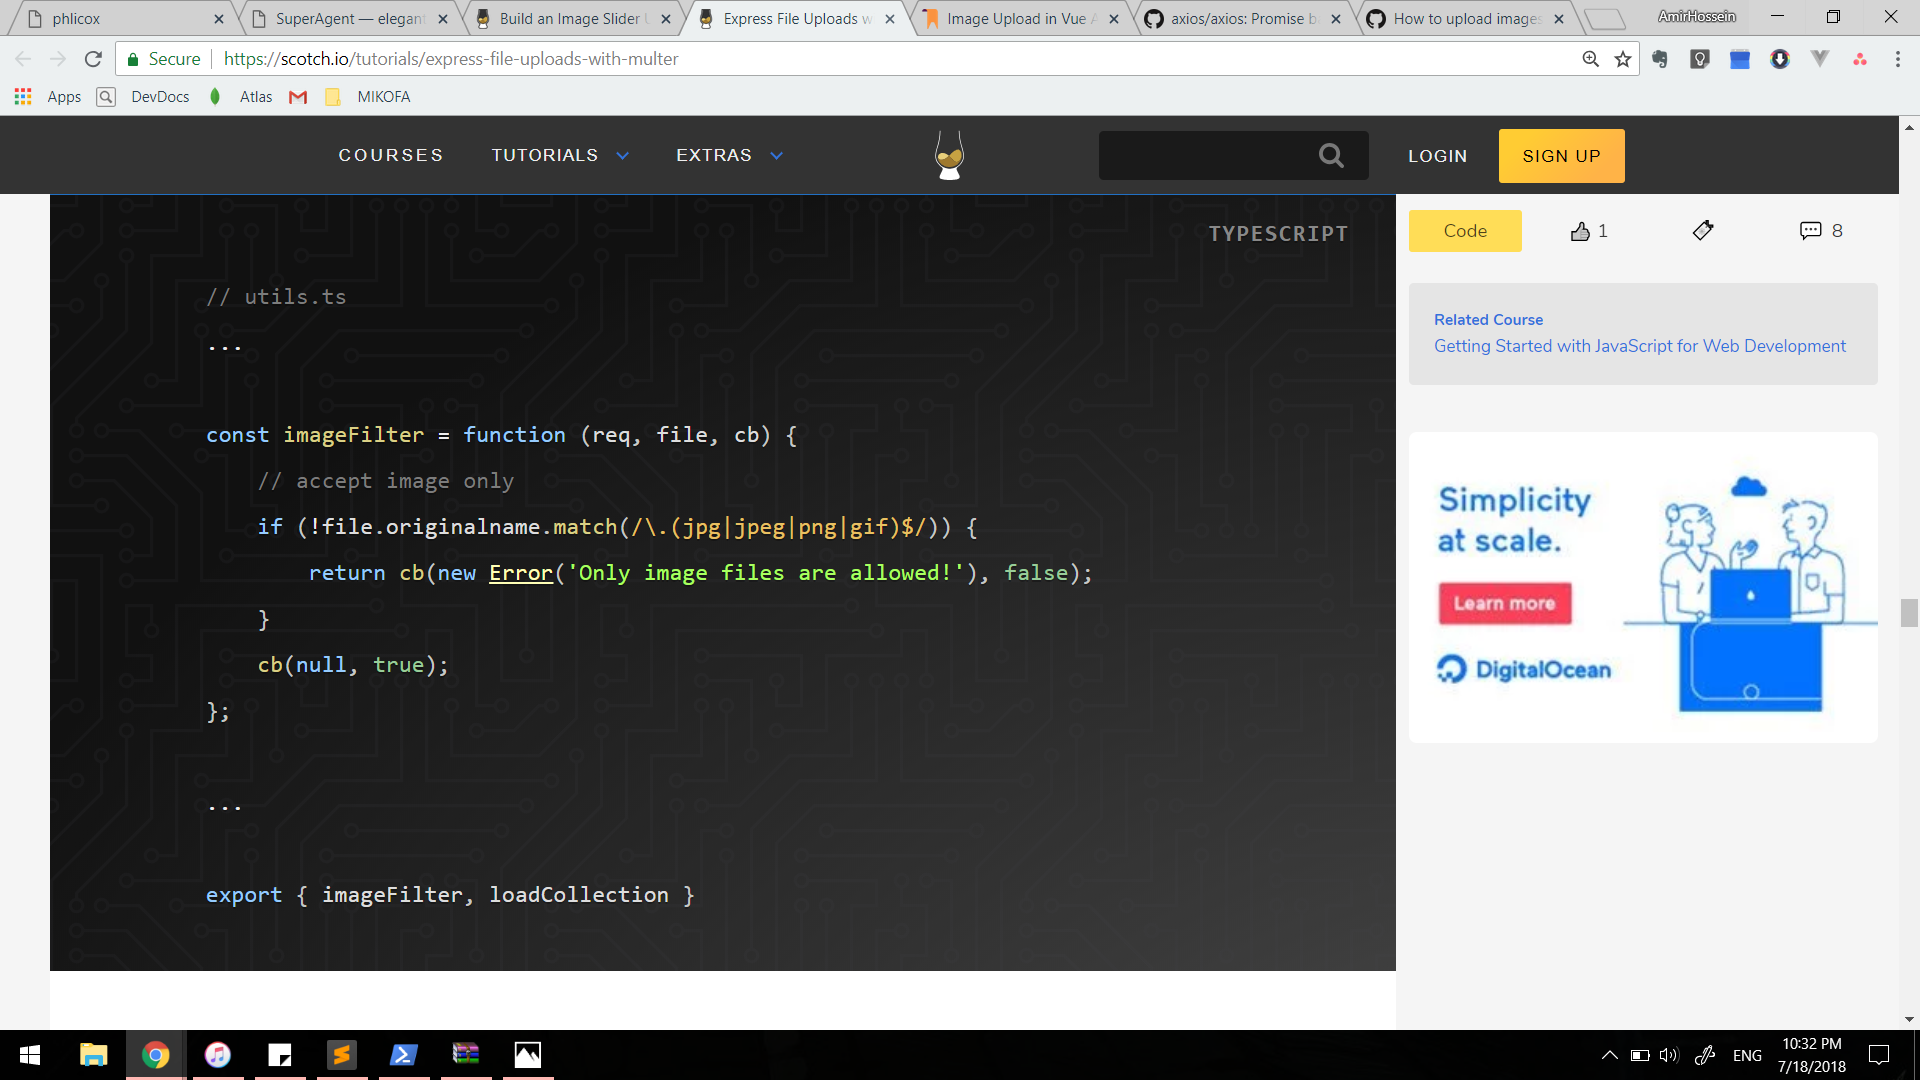 phlicox
SuperAgent — elegant
Build an Image Slider
Express File Uploads w
Image Upload in Vue
axios/axios: Promise b
How to upload images
AmirHossein
Secure
https://scotch.io/tutorials/express-file-uploads-with-multer
Apps
DevDocs
Atlas
MIKOFA
COURSES
TUTORIALS
EXTRAS
LOGIN
SIGN UP
TYPESCRIPT
// utils.ts
...
const imageFilter = function (req, file, cb) {
// accept image only
if (!file.originalname.match(/\.(jpg|jpeg|png|gif)$/)) {
return cb(new Error('Only image files are allowed!'), false);
}
cb(null, true);
};
...
export { imageFilter, loadCollection }
Code
1
8
Related Course
Getting Started with JavaScript for Web Development
Simplicity
at scale.
Learn more
DigitalOcean
ENG
10:32 PM
7/18/2018